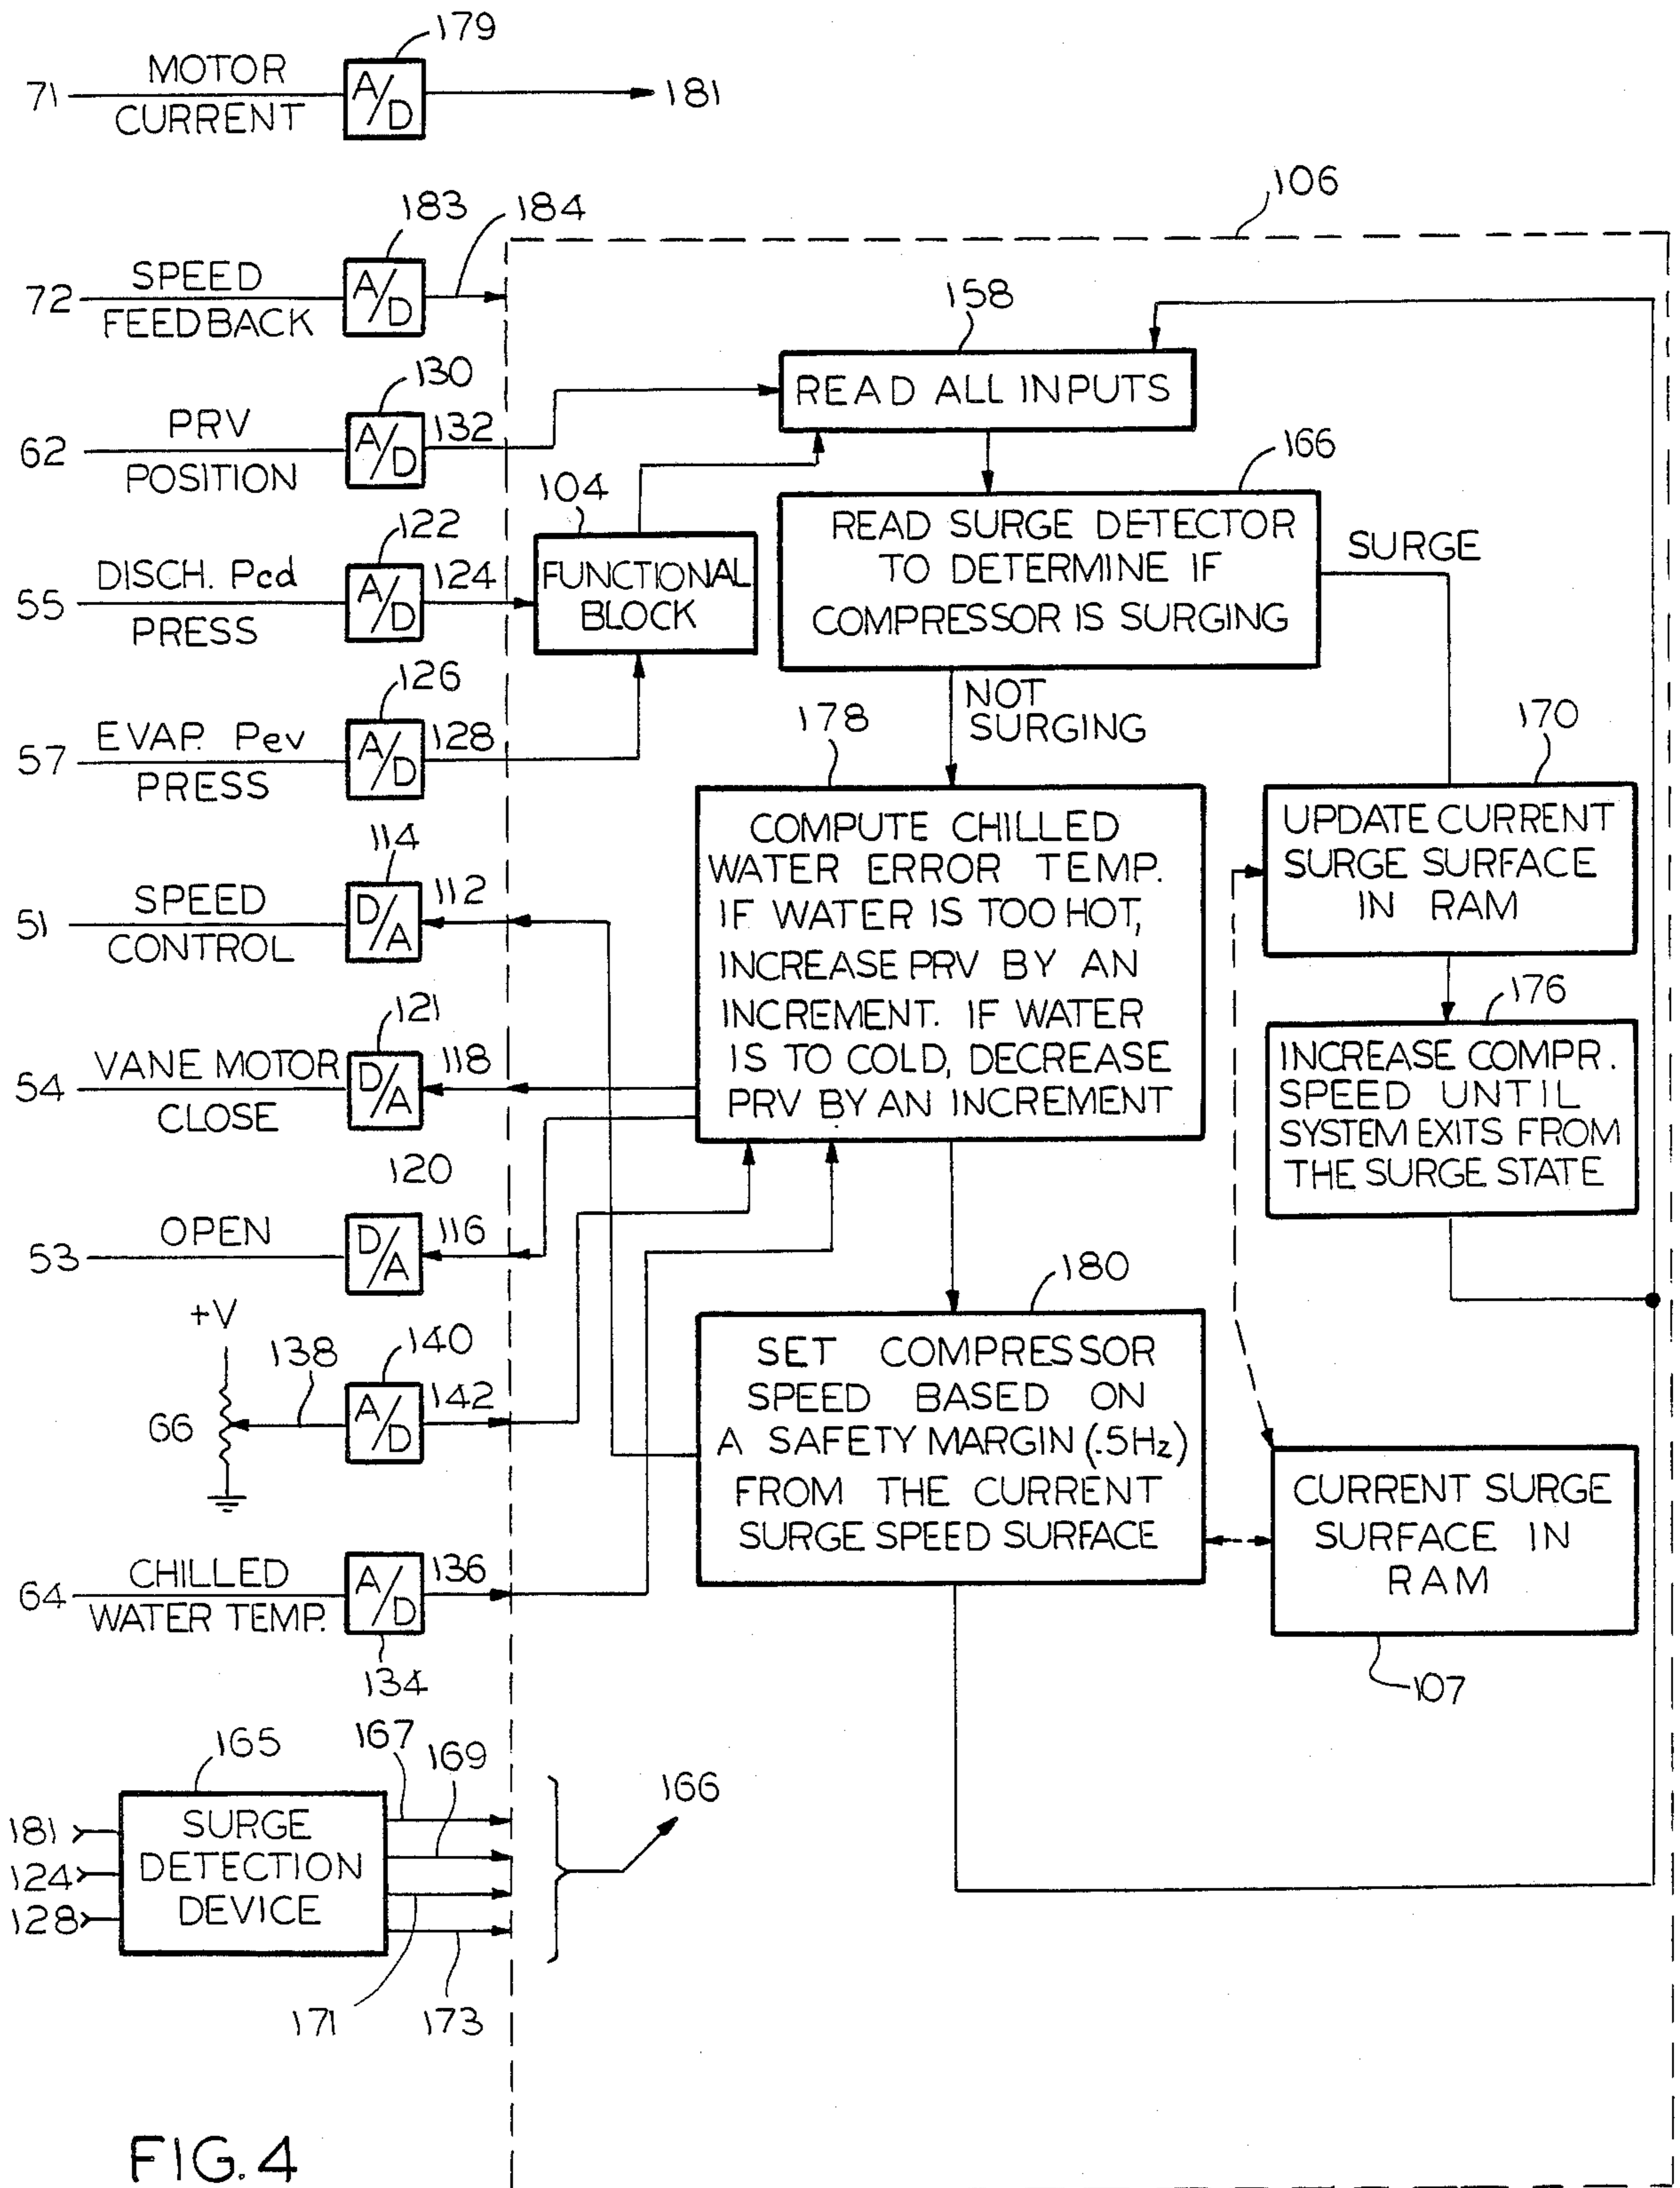 179
71
MOTOR
CURRENT
A/D
181
106
183
184
72
SPEED
FEEDBACK
A/D
158
READ ALL INPUTS
130
62
PRV
POSITION
A/D
132
166
READ SURGE DETECTOR
TO DETERMINE IF
COMPRESSOR IS SURGING
SURGE
NOT
SURGING
104
FUNCTIONAL
BLOCK
122
55
DISCH. Pcd
PRESS
A/D
124
126
57
EVAP. Pev
PRESS
A/D
128
178
COMPUTE CHILLED
WATER ERROR TEMP.
IF WATER IS TOO HOT,
INCREASE PRV BY AN
INCREMENT. IF WATER
IS TO COLD, DECREASE
PRV BY AN INCREMENT
170
UPDATE CURRENT
SURGE SURFACE
IN RAM
114
51
SPEED
CONTROL
D/A
112
176
INCREASE COMPR.
SPEED UNTIL
SYSTEM EXITS FROM
THE SURGE STATE
121
54
VANE MOTOR
CLOSE
D/A
118
120
53
OPEN
D/A
116
180
SET COMPRESSOR
SPEED BASED ON
A SAFETY MARGIN (.5Hz)
FROM THE CURRENT
SURGE SPEED SURFACE
+V
138
140
66
A/D
142
CURRENT SURGE
SURFACE IN
RAM
107
64
CHILLED
WATER TEMP.
A/D
136
134
165
167
169
166
181
124
128
SURGE
DETECTION
DEVICE
171
173
FIG. 4